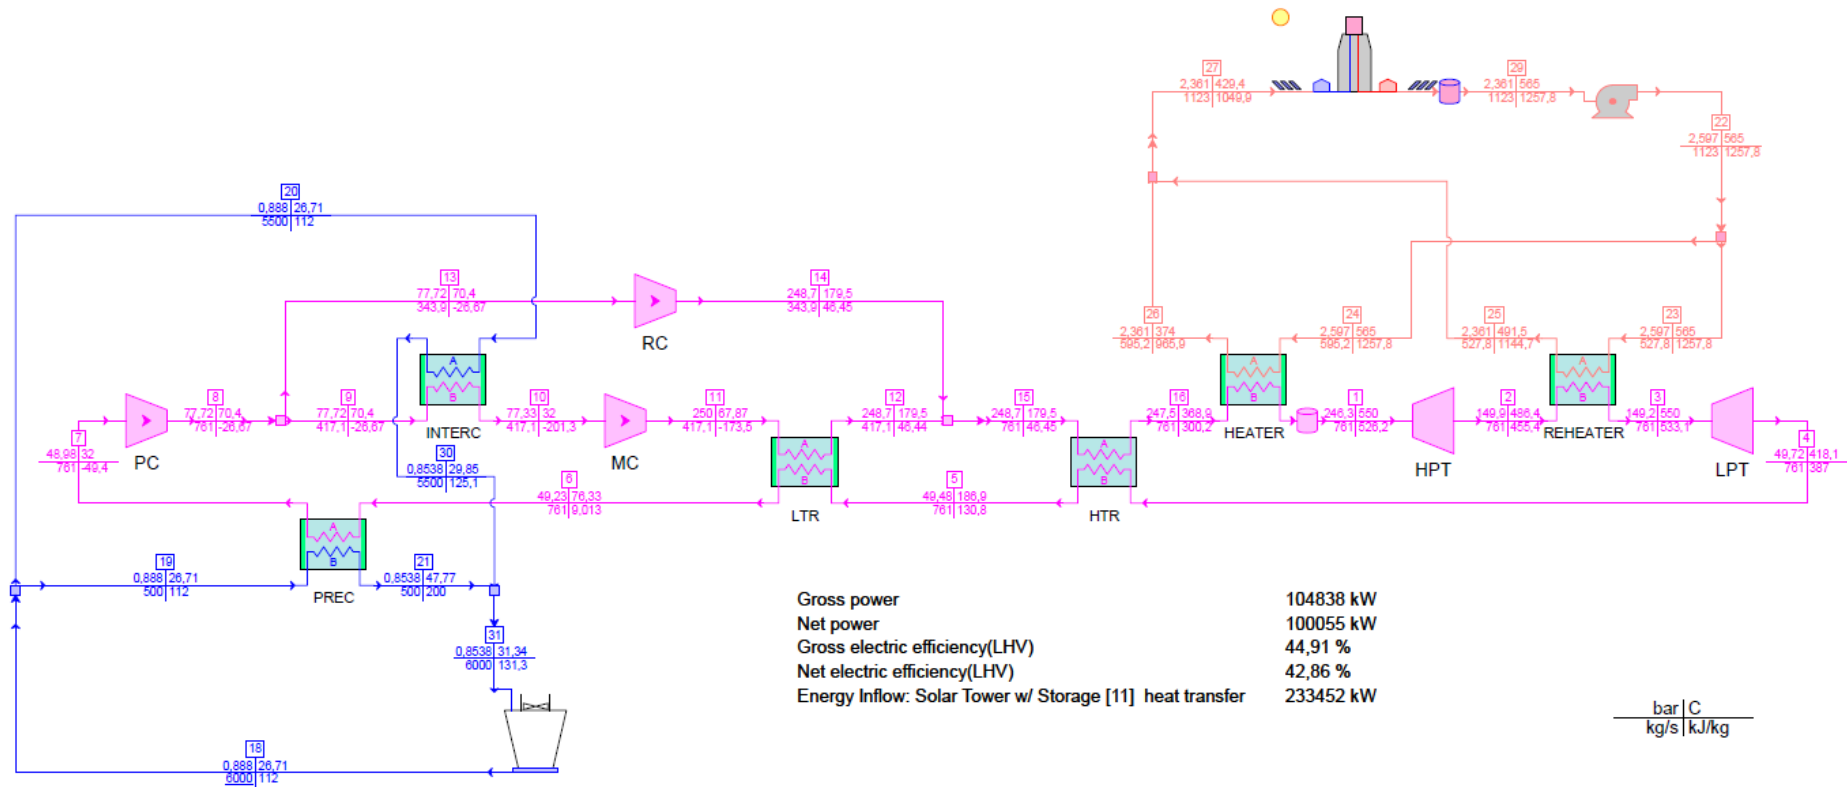 27
2,361 429,4
1123 1049,9
29
2,361 565
1123 1257,8
22
2,597 565
1123 1257,8
20
0,888 26,71
5500 112
13
77,72 70,4
343,9 -26,67
14
248,7 179,5
343,9 46,45
RC
26
2,361 374
595,2 965,9
24
2,597 565
595,2 1257,8
25
2,361 491,5
527,8 1144,7
23
2,597 565
527,8 1257,8
A
B
INTERC
A
B
HEATER
A
B
REHEATER
7
48,98 32
761 -49,4
PC
8
77,72 70,4
761 -26,67
9
77,72 70,4
417,1 -26,67
10
77,33 32
417,1 -201,3
MC
11
250 67,87
417,1 -173,5
12
248,7 179,5
417,1 46,44
15
248,7 179,5
761 46,45
16
247,5 368,9
761 300,2
1
246,3 550
761 526,2
HPT
2
149,9 486,4
761 455,4
3
149,2 550
761 533,1
LPT
4
49,72 418,1
761 387
30
0,8538 29,85
5500 125,1
6
49,23 76,33
761 9,013
A
B
LTR
5
49,48 186,9
761 130,8
A
B
HTR
19
0,888 26,71
500 112
A
B
PREC
21
0,8538 47,77
500 200
31
0,8538 31,34
6000 131,3
18
0,888 26,71
6000 112
Gross power 104838 kW
Net power 100055 kW
Gross electric efficiency(LHV) 44,91 %
Net electric efficiency(LHV) 42,86 %
Energy Inflow: Solar Tower w/ Storage [11] heat transfer 233452 kW
bar C
kg/s kJ/kg